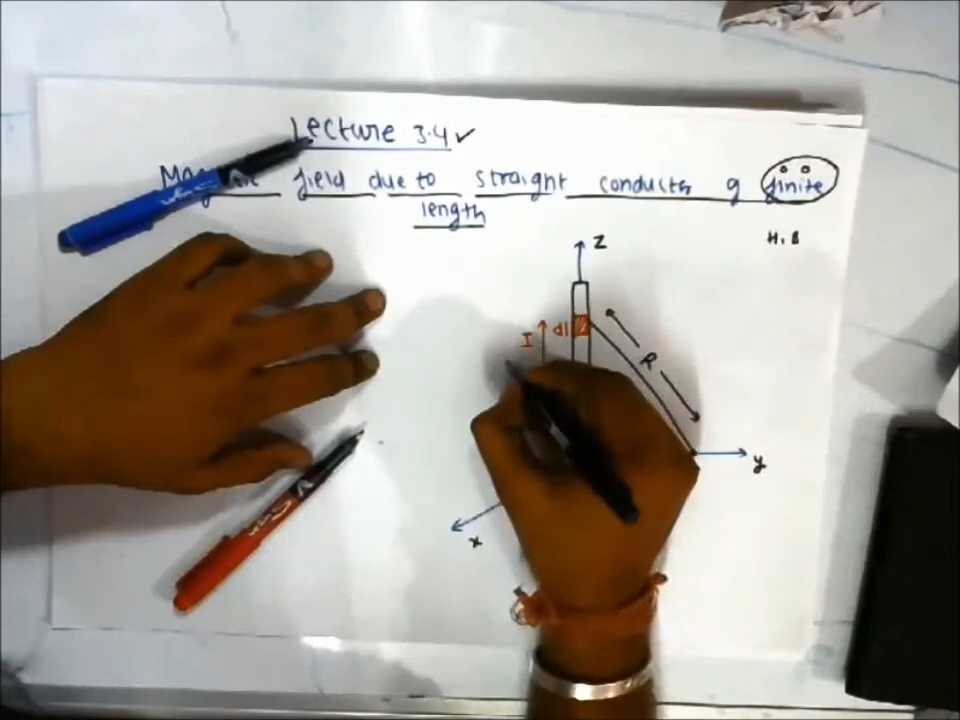 Lecture 3.4 ✓
field due to straight conductor of finite
length
H, B
Z
I dl
R
y
x